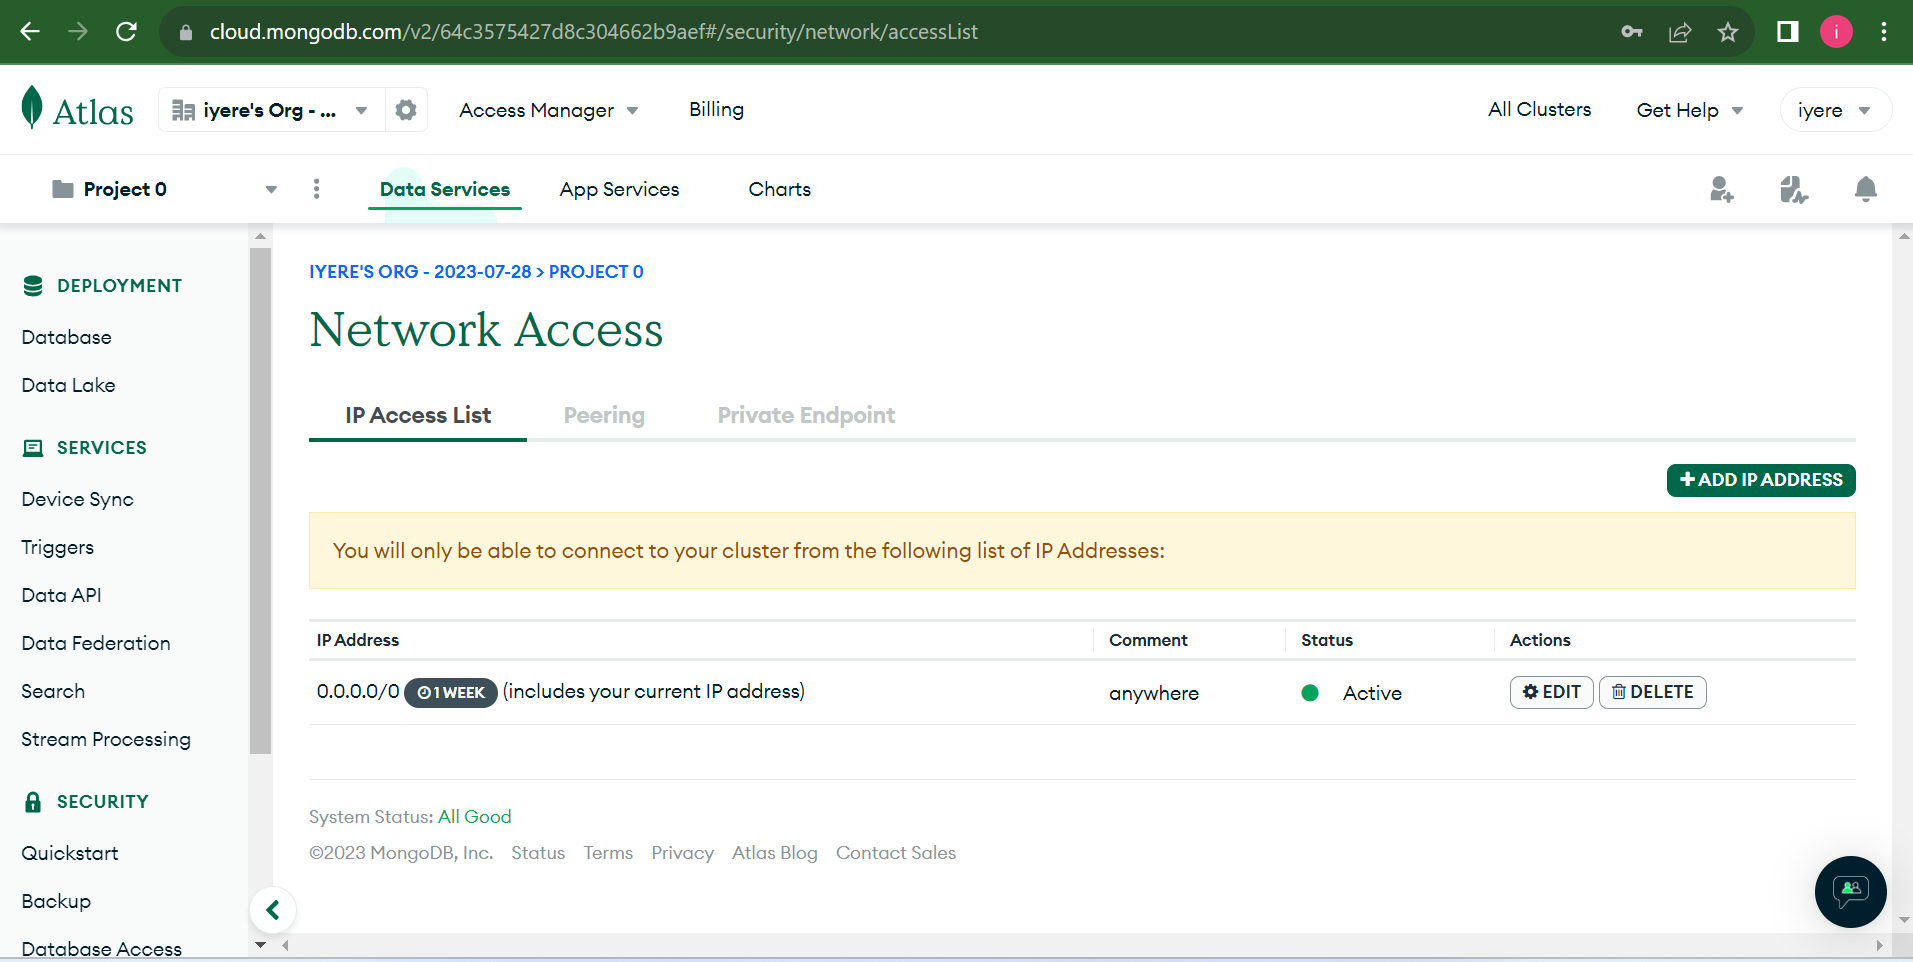 cloud.mongodb.com/v2/64c3575427d8c304662b9aef#/security/network/accessList
i
Atlas
iyere's Org - ...
Access Manager
Billing
All Clusters
Get Help
iyere
Project 0
Data Services
App Services
Charts
DEPLOYMENT
Database
Data Lake
SERVICES
Device Sync
Triggers
Data API
Data Federation
Search
Stream Processing
SECURITY
Quickstart
Backup
Database Access
IYERE'S ORG - 2023-07-28 > PROJECT 0
Network Access
IP Access List
Peering
Private Endpoint
+ ADD IP ADDRESS
You will only be able to connect to your cluster from the following list of IP Addresses:
IP Address
Comment
Status
Actions
0.0.0.0/0 1 WEEK (includes your current IP address)
anywhere
Active
EDIT
DELETE
System Status: All Good
©2023 MongoDB, Inc. Status Terms Privacy Atlas Blog Contact Sales